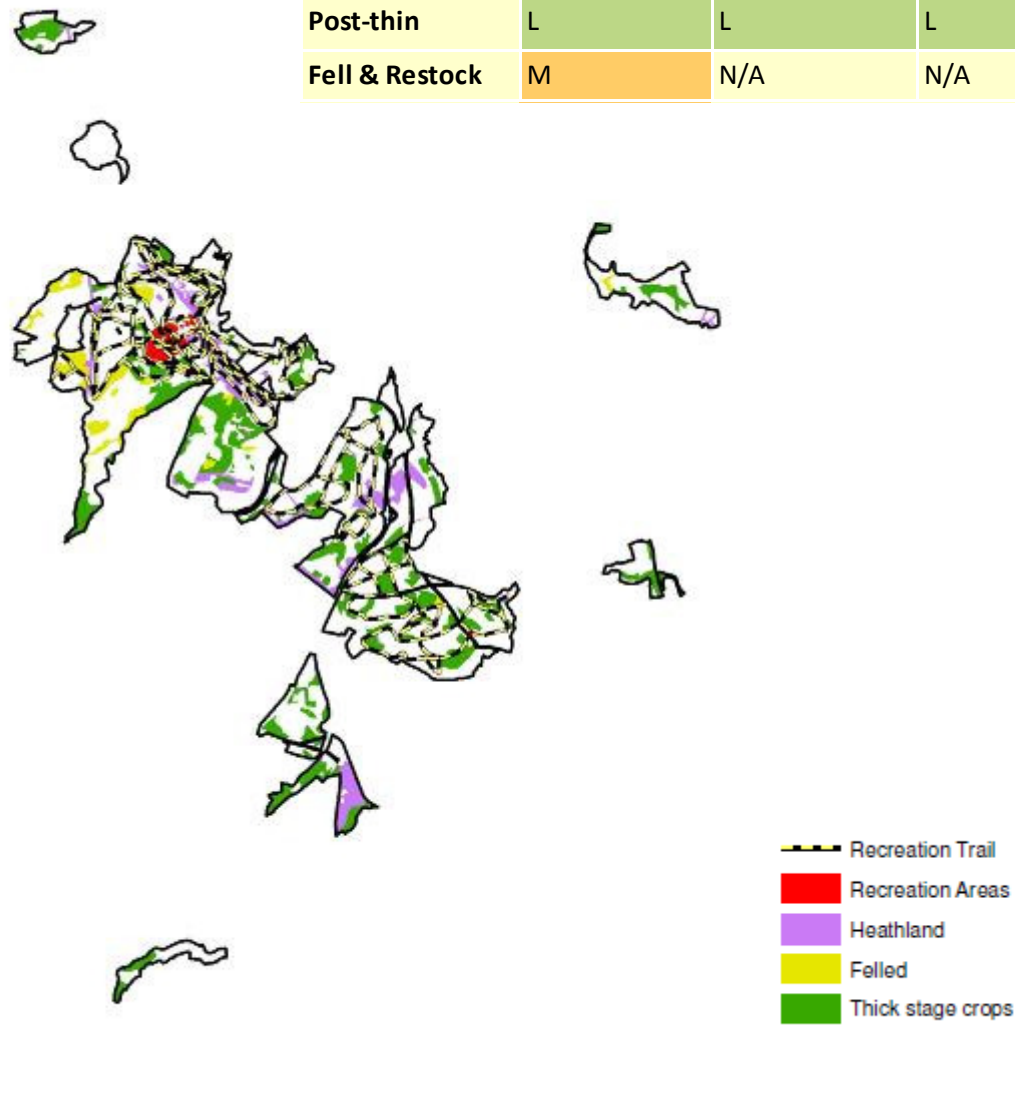 Post-thin L L L
Fell & Restock M N/A N/A
Recreation Trail
Recreation Areas
Heathland
Felled
Thick stage crops